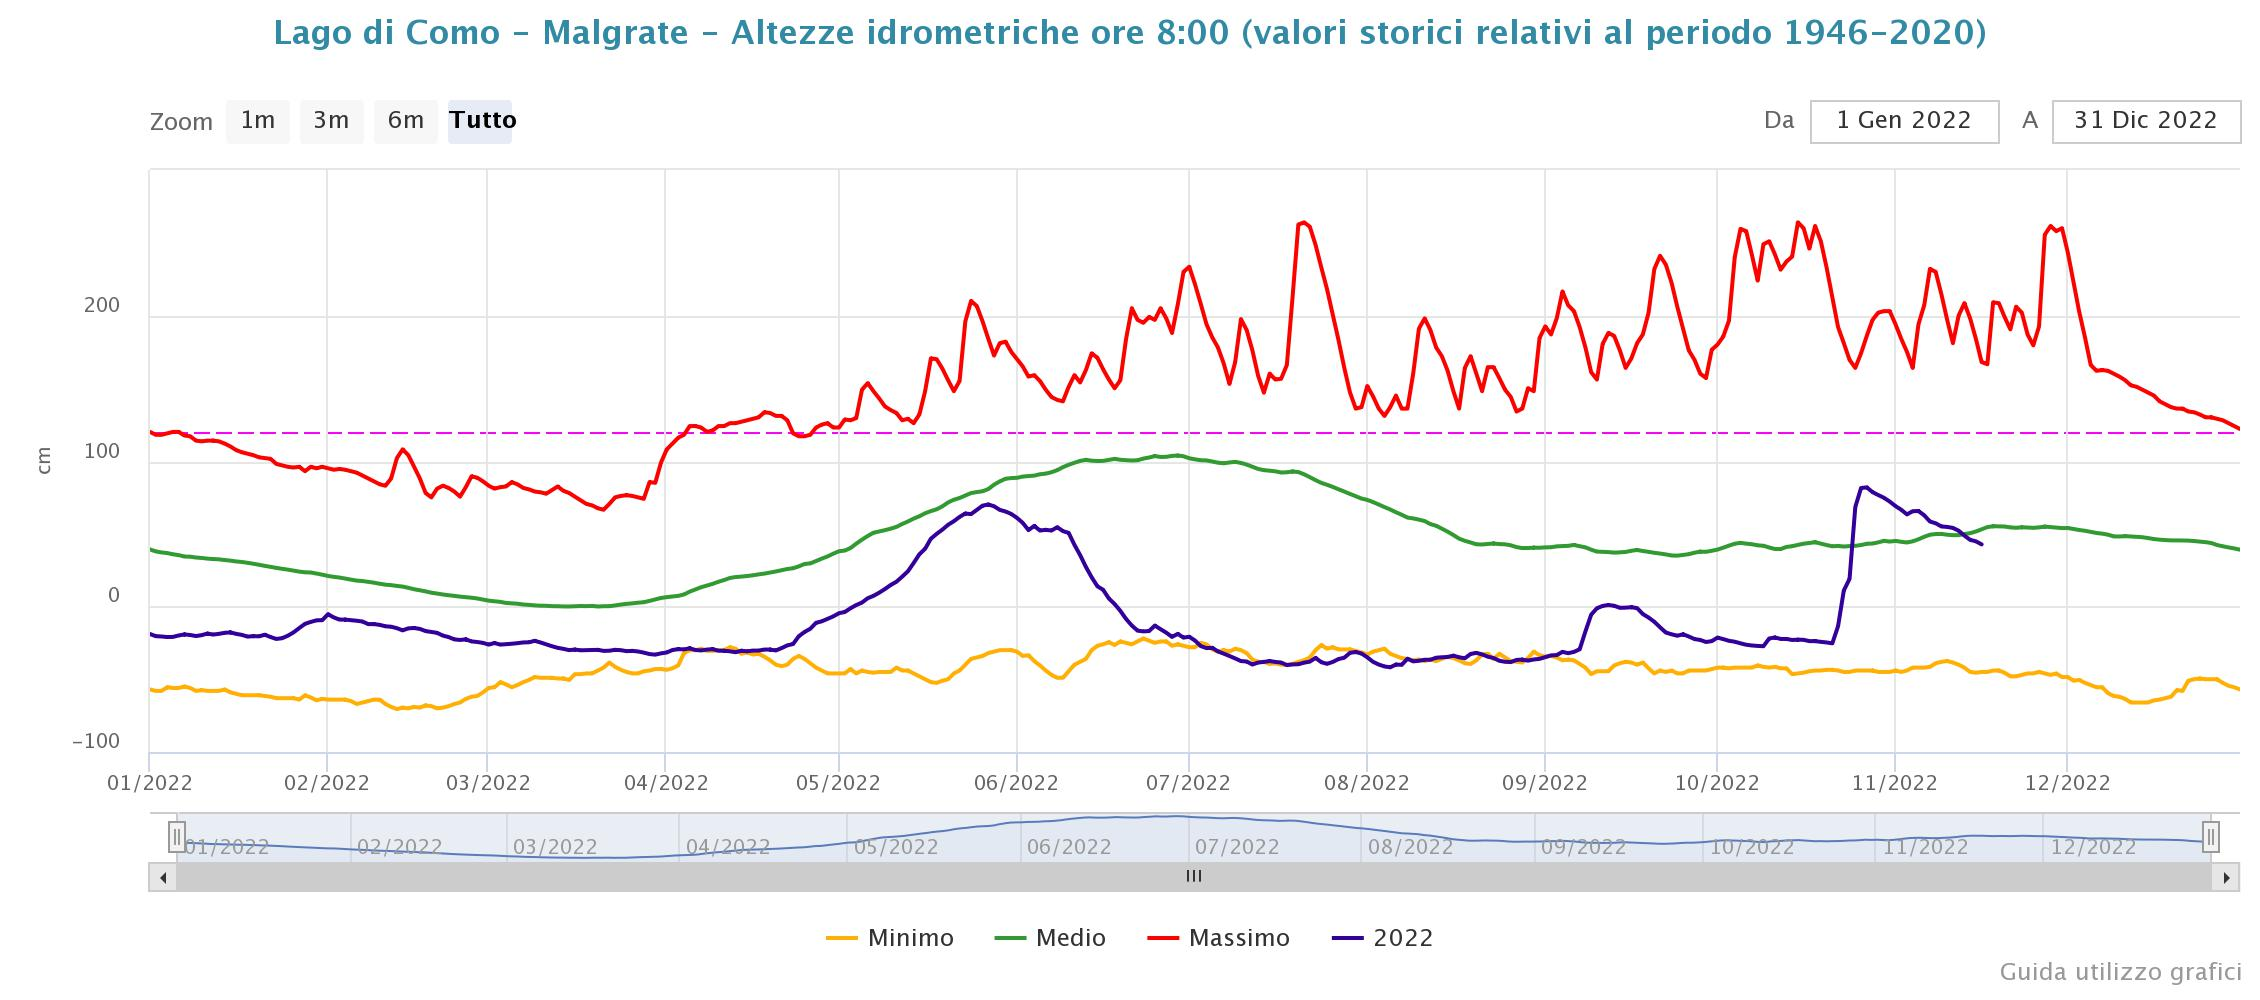 Lago di Como - Malgrate - Altezze idrometriche ore 8:00 (valori storici relativi al periodo 1946-2020)
Zoom 1m 3m 6m Tutto Da 1 Gen 2022 A 31 Dic 2022
200
100
cm
0
-100
01/2022 02/2022 03/2022 04/2022 05/2022 06/2022 07/2022 08/2022 09/2022 10/2022 11/2022 12/2022
01/2022 02/2022 03/2022 04/2022 05/2022 06/2022 07/2022 08/2022 09/2022 10/2022 11/2022 12/2022
Minimo Medio Massimo 2022
Guida utilizzo grafici